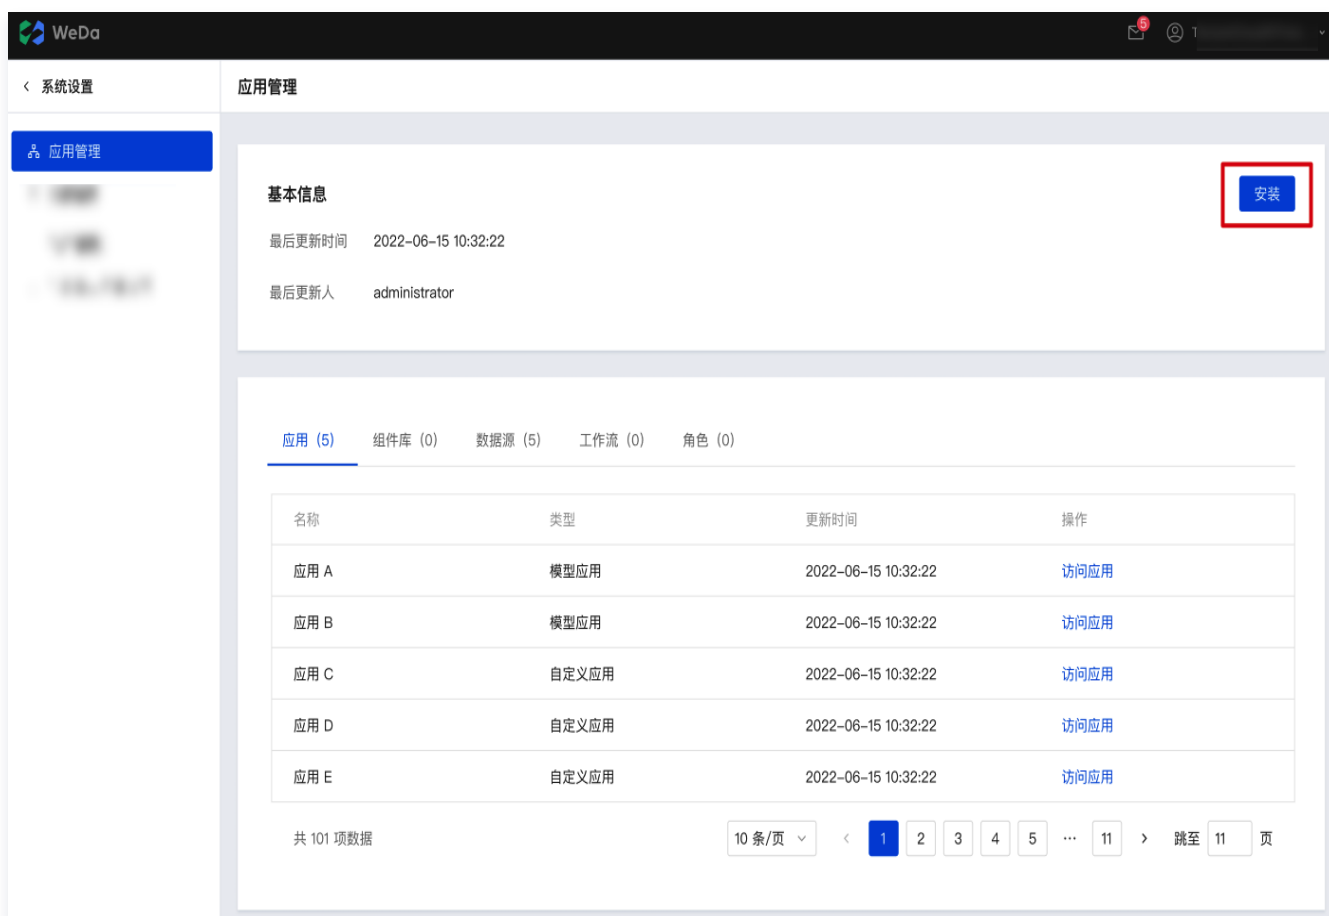 WeDa
5
系统设置
应用管理
应用管理
基本信息
安装
最后更新时间 2022-06-15 10:32:22
最后更新人 administrator
应用 (5) 组件库 (0) 数据源 (5) 工作流 (0) 角色 (0)
名称 类型 更新时间 操作
应用 A 模型应用 2022-06-15 10:32:22 访问应用
应用 B 模型应用 2022-06-15 10:32:22 访问应用
应用 C 自定义应用 2022-06-15 10:32:22 访问应用
应用 D 自定义应用 2022-06-15 10:32:22 访问应用
应用 E 自定义应用 2022-06-15 10:32:22 访问应用
共 101 项数据 10 条/页 1 2 3 4 5 ··· 11 跳至 11 页